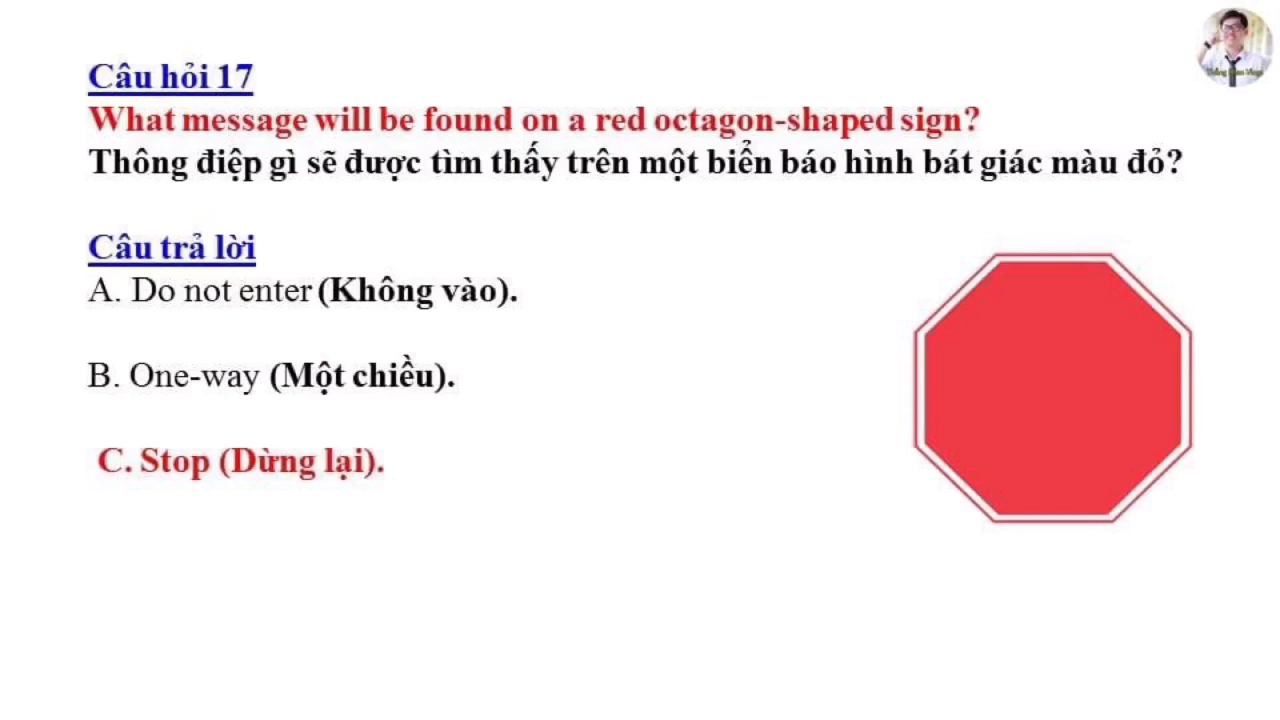 Câu hỏi 17
What message will be found on a red octagon-shaped sign?
Thông điệp gì sẽ được tìm thấy trên một biển báo hình bát giác màu đỏ?
Câu trả lời
A. Do not enter (Không vào).
B. One-way (Một chiều).
C. Stop (Dừng lại).